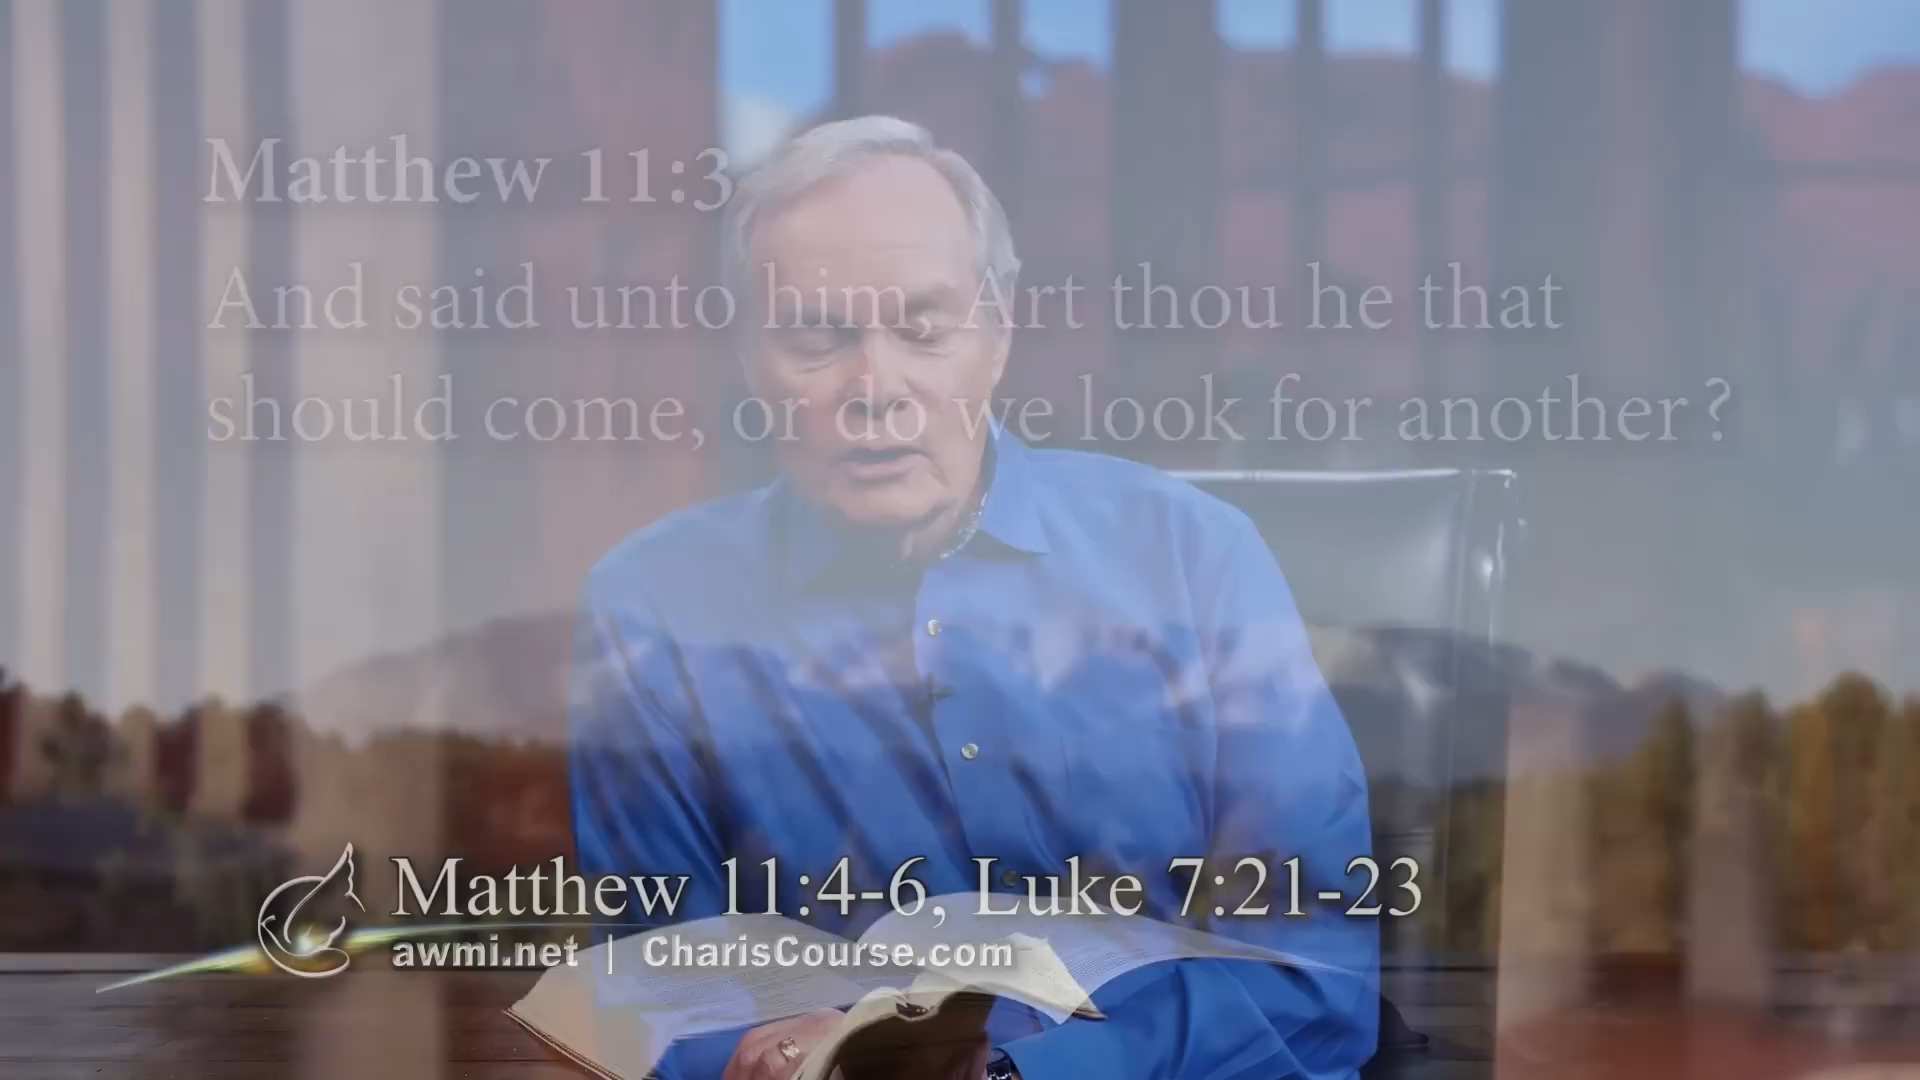 Matthew 11:3
And said unto him, Art thou he that
should come, or do we look for another?
Matthew 11:4-6, Luke 7:21-23
awmi.net | CharisCourse.com